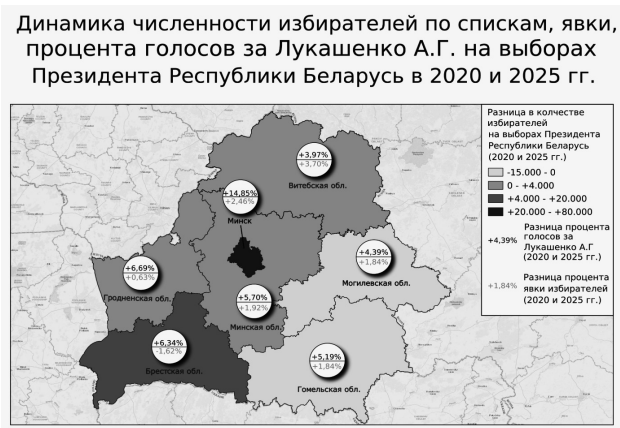 Динамика численности избирателей по спискам, явки,
процента голосов за Лукашенко А.Г. на выборах
Президента Республики Беларусь в 2020 и 2025 гг.
Разница в колчестве
избирателей
на выборах Президента
Республики Беларусь
(2020 и 2025 гг.)
-15.000 - 0
0 - +4.000
+4.000 - +20.000
+20.000 - +80.000
+4,39%
Разница процента
голосов за
Лукашенко А.Г
(2020 и 2025 гг.)
+1,84%
Разница процента
явки избирателей
(2020 и 2025 гг.)
+3,97%
+3,70%
Витебская обл.
+14,85%
+2,46%
Минск
+4,39%
+1,84%
Могилевская обл.
+6,69%
+0,63%
Гродненская обл.
+5,70%
+1,92%
Минская обл.
+6,34%
-1,62%
Брестская обл.
+5,19%
+1,84%
Гомельская обл.